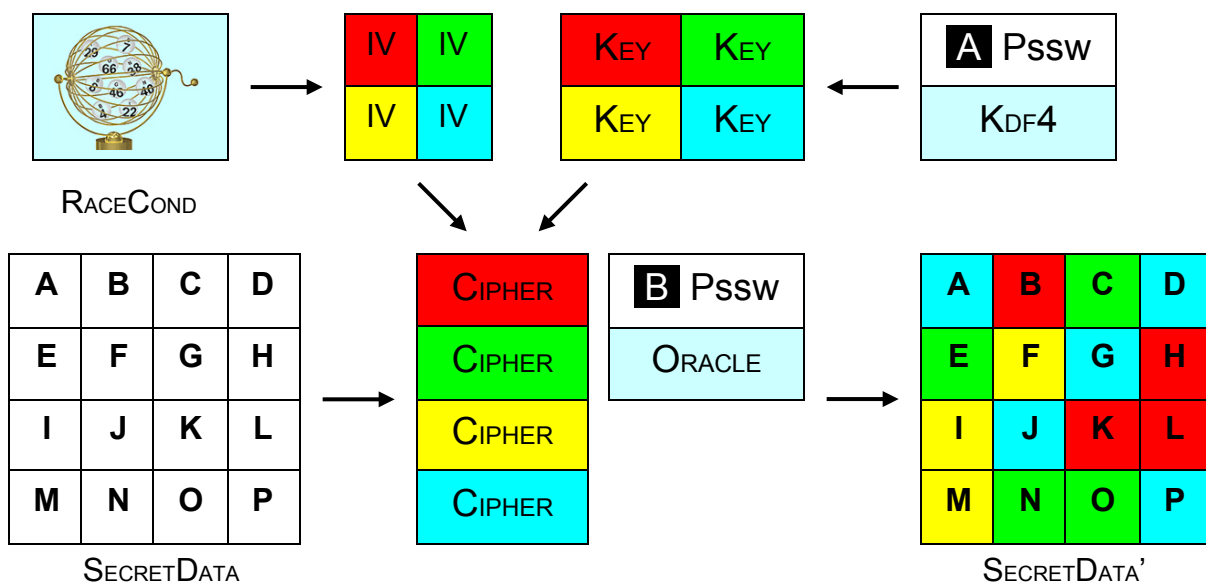 29 7
66 38
6 46 40
4 22
IV IV
IV IV
KEY KEY
KEY KEY
A Pssw
KDF4
RACECOND
A B C D
E F G H
I J K L
M N O P
SECRETDATA
CIPHER
CIPHER
CIPHER
CIPHER
B Pssw
ORACLE
A B C D
E F G H
I J K L
M N O P
SECRETDATA’